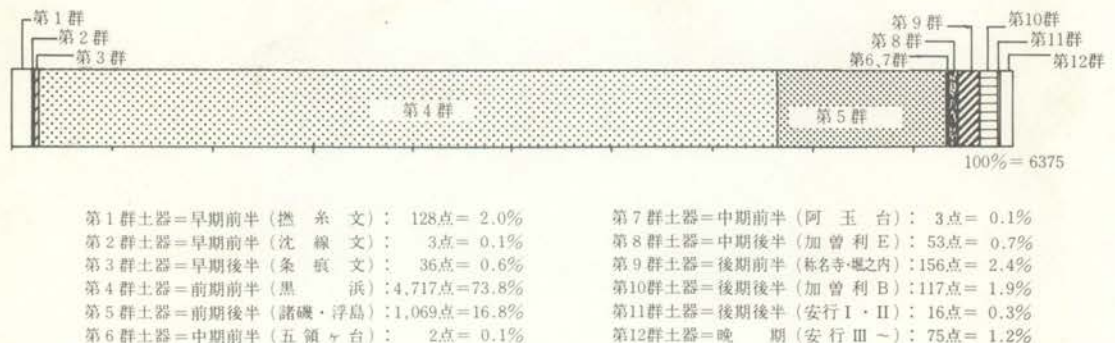 第1群
第2群
第3群
第4群
第5群
第6,7群
第8群
第9群
第10群
第11群
第12群
100%＝6375
第1群土器＝早期前半（撚糸文）：128点＝2.0%
第2群土器＝早期前半（沈線文）：3点＝0.1%
第3群土器＝早期後半（条痕文）：36点＝0.6%
第4群土器＝前期前半（黒浜）：4,717点＝73.8%
第5群土器＝前期後半（諸磯・浮島）：1,069点＝16.8%
第6群土器＝中期前半（五領ヶ台）：2点＝0.1%
第7群土器＝中期前半（阿玉台）：3点＝0.1%
第8群土器＝中期後半（加曽利E）：53点＝0.7%
第9群土器＝後期前半（称名寺・堀之内）：156点＝2.4%
第10群土器＝後期後半（加曽利B）：117点＝1.9%
第11群土器＝後期後半（安行I・II）：16点＝0.3%
第12群土器＝晩期（安行III〜）：75点＝1.2%